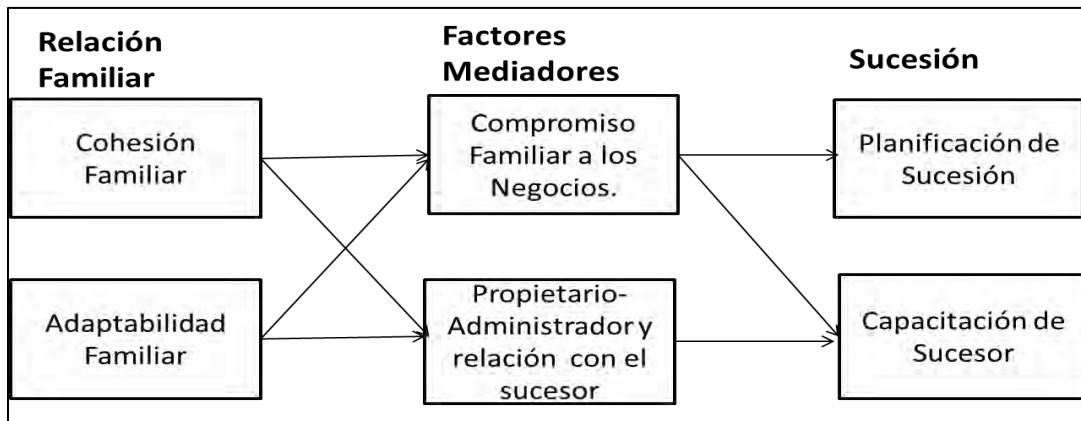 Relación
Familiar
Factores
Mediadores
Sucesión
Cohesión
Familiar
Compromiso
Familiar a los
Negocios.
Planificación de
Sucesión
Adaptabilidad
Familiar
Propietario-
Administrador y
relación con el
sucesor
Capacitación de
Sucesor